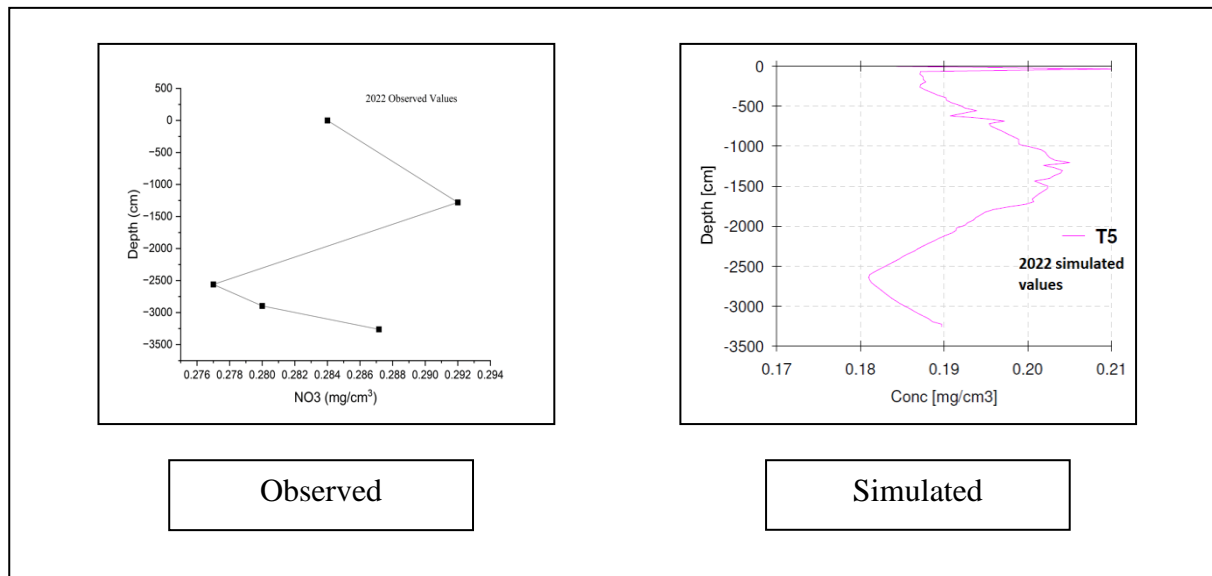 2022 Observed Values
500
0
−500
−1000
−1500
−2000
−2500
−3000
−3500
Depth (cm)
0.276 0.278 0.280 0.282 0.284 0.286 0.288 0.290 0.292 0.294
NO3 (mg/cm³)
Observed
0
-500
-1000
-1500
-2000
-2500
-3000
-3500
Depth [cm]
T5
2022 simulated
values
0.17 0.18 0.19 0.20 0.21
Conc [mg/cm3]
Simulated